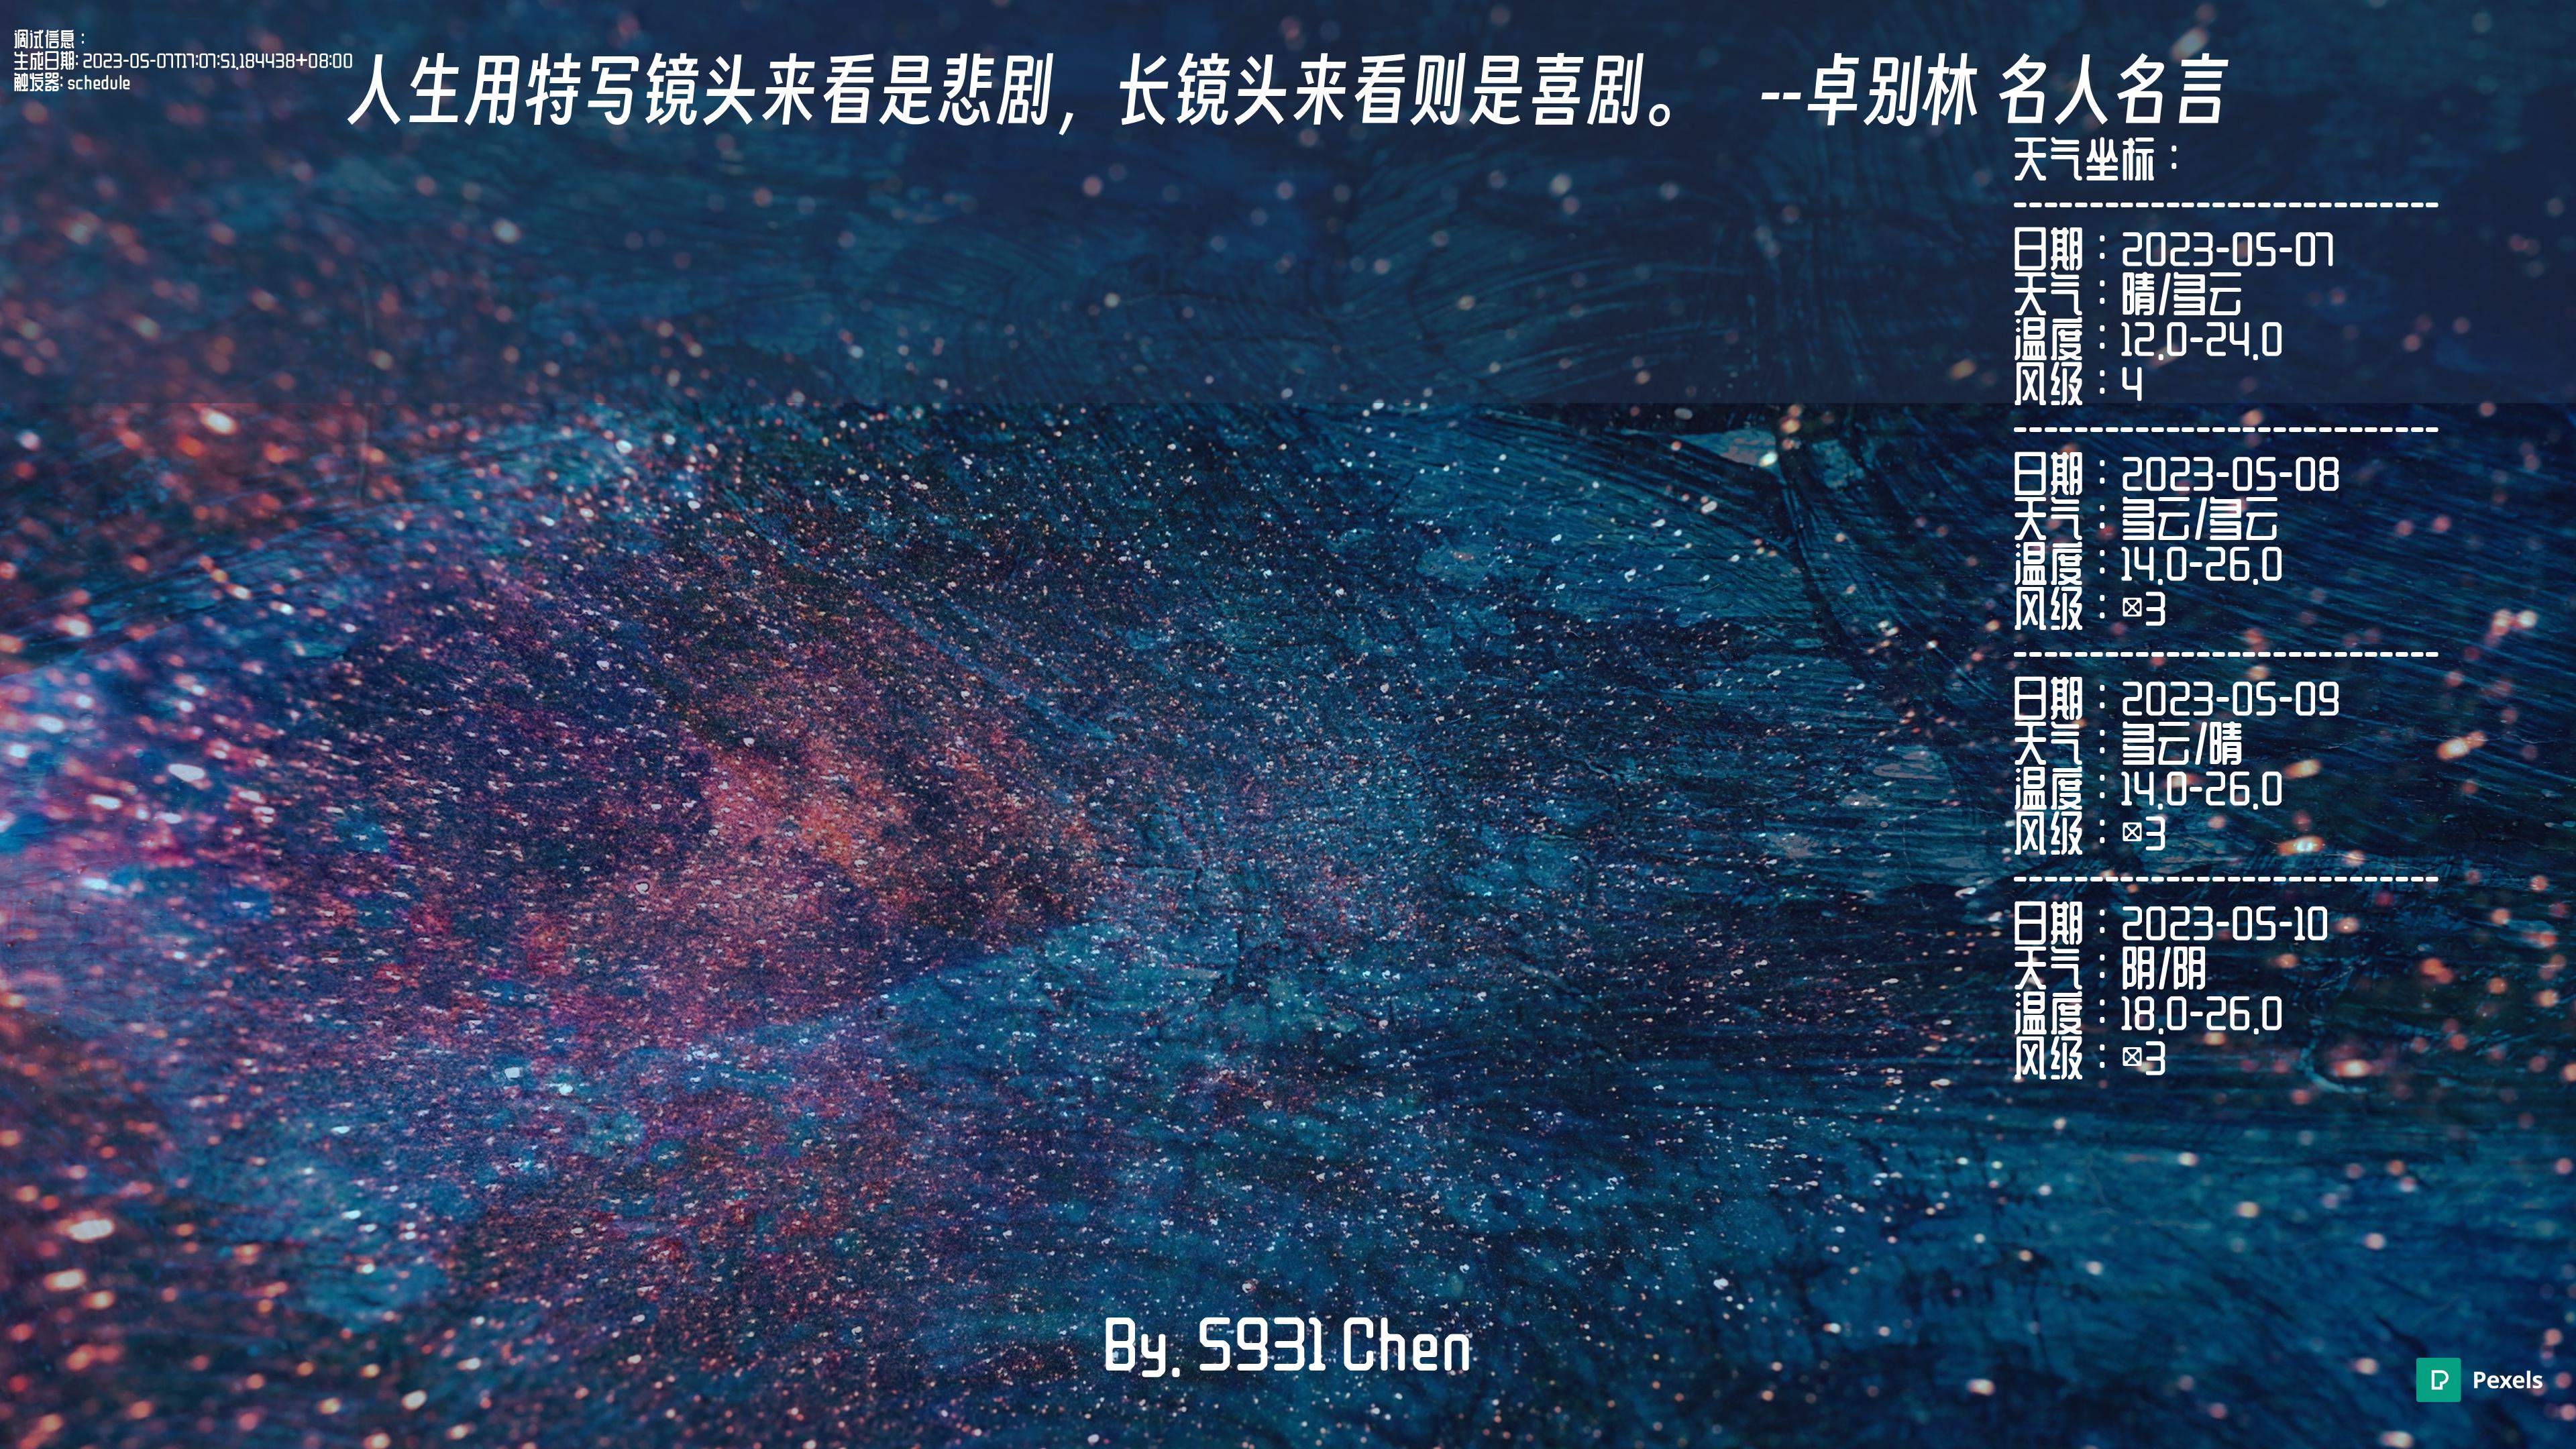 调试信息：
生成日期: 2023-05-07T17:07:51.184438+08:00
触发器: schedule
人生用特写镜头来看是悲剧，长镜头来看则是喜剧。 --卓别林 名人名言
天气坐标：
----------------------------
日期：2023-05-07
天气：晴/多云
温度：12.0-24.0
风级：4
----------------------------
日期：2023-05-08
天气：多云/多云
温度：14.0-26.0
风级：☒3
----------------------------
日期：2023-05-09
天气：多云/晴
温度：14.0-26.0
风级：☒3
----------------------------
日期：2023-05-10
天气：阴/阴
温度：18.0-26.0
风级：☒3
By. S931 Chen
Pexels